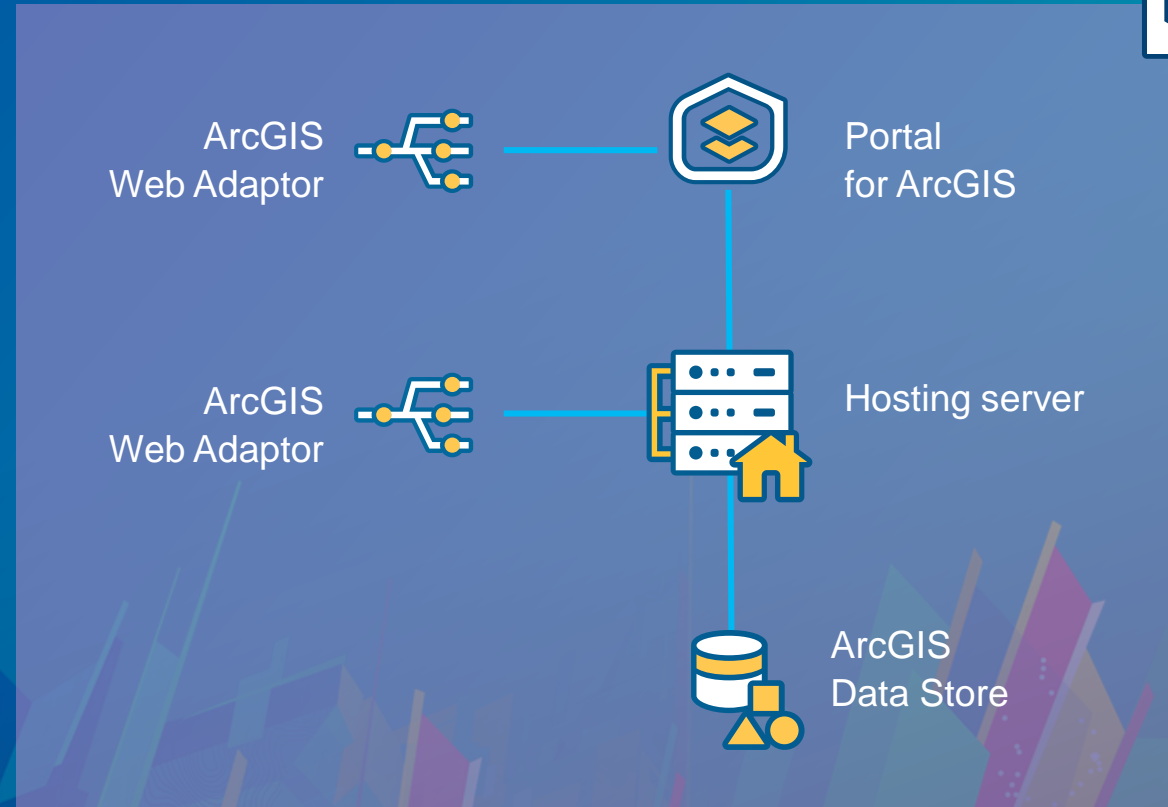 ArcGIS
Web Adaptor
Portal
for ArcGIS
ArcGIS
Web Adaptor
Hosting server
ArcGIS
Data Store